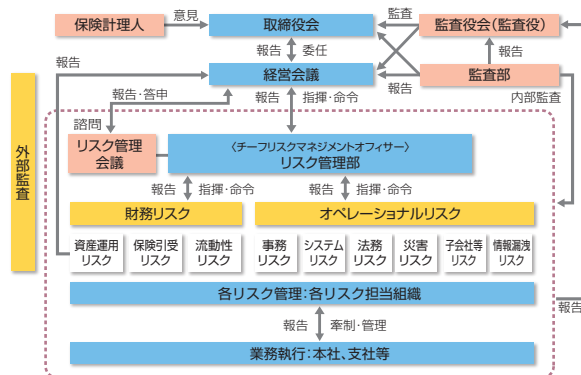 保険計理人
意見
取締役会
監査
監査役会(監査役)
報告
委任
報告
報告
経営会議
報告
監査部
報告・答申
報告
指揮・命令
内部監査
諮問
外部監査
リスク管理
会議
〈チーフリスクマネジメントオフィサー〉
リスク管理部
報告
指揮・命令
報告
指揮・命令
財務リスク
オペレーショナルリスク
資産運用
リスク
保険引受
リスク
流動性
リスク
事務
リスク
システム
リスク
法務
リスク
災害
リスク
子会社等
リスク
情報漏洩
リスク
各リスク管理:各リスク担当組織
報告
報告
牽制・管理
業務執行:本社、支社等